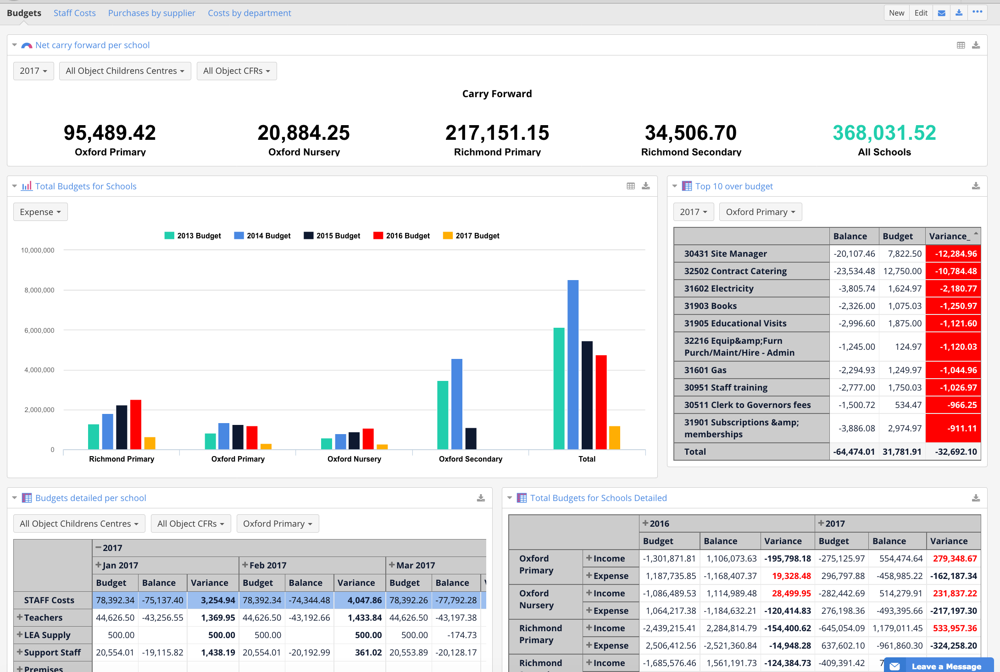 Budgets Staff Costs Purchases by supplier Costs by department New Edit
Net carry forward per school
2017 All Object Childrens Centres All Object CFRs
Carry Forward
95,489.42 20,884.25 217,151.15 34,506.70 368,031.52
Oxford Primary Oxford Nursery Richmond Primary Richmond Secondary All Schools
Total Budgets for Schools
Expense
2013 Budget 2014 Budget 2015 Budget 2016 Budget 2017 Budget
10,000,000
8,000,000
6,000,000
4,000,000
2,000,000
0
Richmond Primary Oxford Primary Oxford Nursery Oxford Secondary Total
Top 10 over budget
2017 Oxford Primary
Balance Budget Variance_
30431 Site Manager -20,107.46 7,822.50 -12,284.96
32502 Contract Catering -23,534.48 12,750.00 -10,784.48
31602 Electricity -3,805.74 1,624.97 -2,180.77
31903 Books -2,326.00 1,075.03 -1,250.97
31905 Educational Visits -2,996.60 1,875.00 -1,121.60
32216 Equip&amp;Furn
Purch/Maint/Hire - Admin -1,245.00 124.97 -1,120.03
31601 Gas -2,294.93 1,249.97 -1,044.96
30951 Staff training -2,777.00 1,750.03 -1,026.97
30511 Clerk to Governors fees -1,500.72 534.47 -966.25
31901 Subscriptions &amp;
memberships -3,886.08 2,974.97 -911.11
Total -64,474.01 31,781.91 -32,692.10
Budgets detailed per school
All Object Childrens Centres All Object CFRs Oxford Primary
2017
Jan 2017 Feb 2017 Mar 2017
Budget Balance Variance Budget Balance Variance Budget Balance
STAFF Costs 78,392.34 -75,137.40 3,254.94 78,392.34 -74,344.48 4,047.86 78,392.26 -77,792.28
Teachers 44,626.50 -43,256.55 1,369.95 44,626.50 -43,192.66 1,433.84 44,626.50 -43,197.38
LEA Supply 500.00 500.00 500.00 500.00 500.00 -174.73
Support Staff 20,554.01 -19,115.82 1,438.19 20,554.01 -20,192.99 361.02 20,553.89 -20,128.17
Premises
Total Budgets for Schools Detailed
2016 2017
Budget Balance Variance Budget Balance Variance
Oxford
Primary
Income -1,301,871.81 1,106,073.63 -195,798.18 -275,125.97 554,474.64 279,348.67
Expense 1,187,735.85 -1,168,407.37 19,328.48 296,797.88 -458,985.22 -162,187.34
Oxford
Nursery
Income -1,086,489.53 1,114,989.48 28,499.95 -282,442.69 514,279.91 231,837.22
Expense 1,064,217.38 -1,184,632.21 -120,414.83 276,198.36 -493,395.66 -217,197.30
Richmond
Primary
Income -2,439,215.41 2,284,814.79 -154,400.62 -645,054.09 1,179,011.45 533,957.36
Expense 2,506,412.56 -2,521,360.84 -14,948.28 637,602.10 -961,860.30 -324,258.20
Richmond
Income -1,685,576.46 1,561,191.73 -124,384.73 -409,391.42
Leave a Message